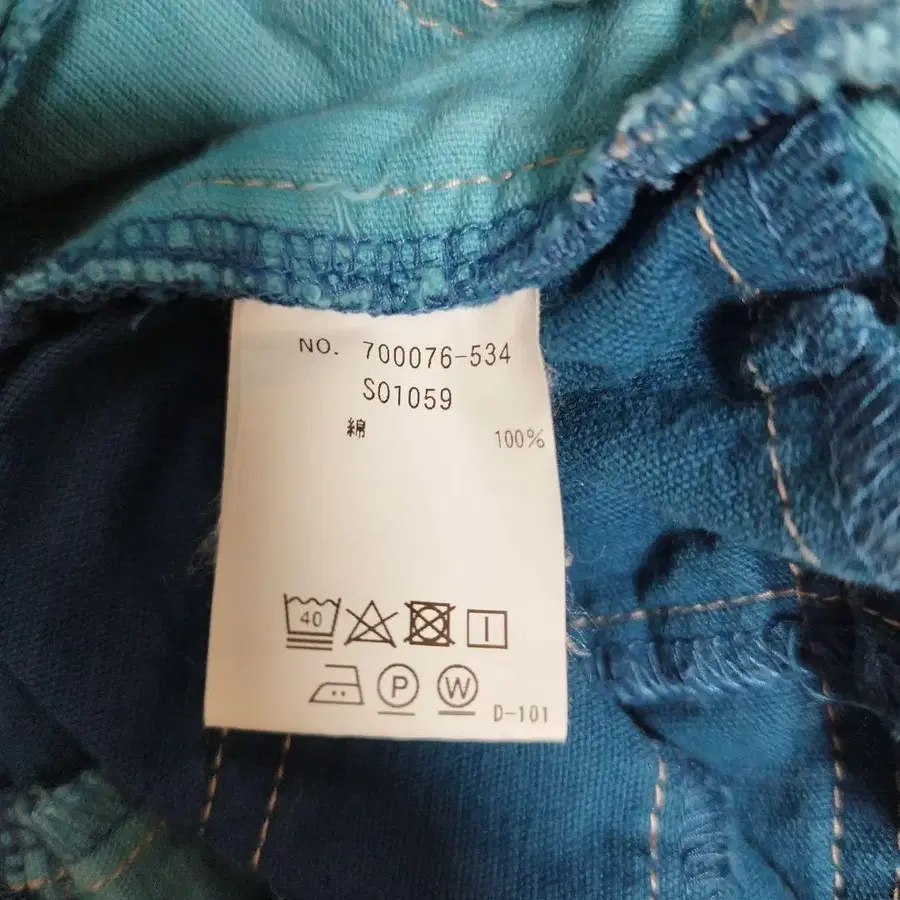 NO. 700076-534
S01059
綿 100%
40
P W D-101